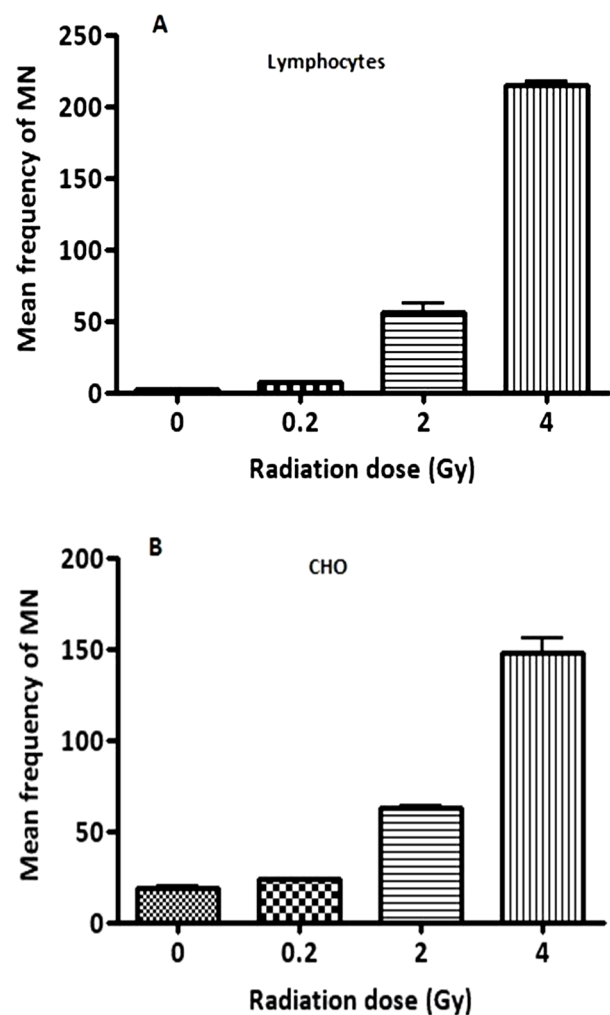 A
Lymphocytes
Mean frequency of MN
250
200
150
100
50
0
0 0.2 2 4
Radiation dose (Gy)
B
CHO
Mean frequency of MN
200
150
100
50
0
0 0.2 2 4
Radiation dose (Gy)